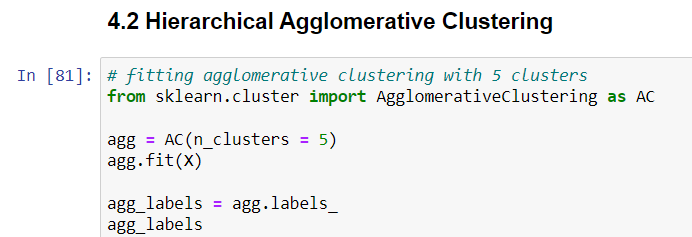 4.2 Hierarchical Agglomerative Clustering
In [81]: # fitting agglomerative clustering with 5 clusters
from sklearn.cluster import AgglomerativeClustering as AC
agg = AC(n_clusters = 5)
agg.fit(X)
agg_labels = agg.labels_
agg_labels